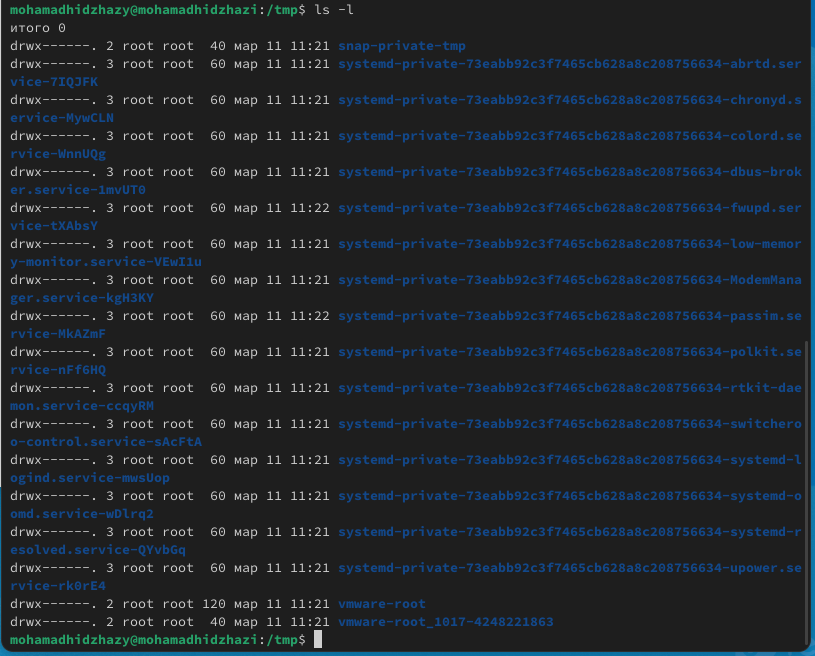 mohamadhidzhazy@mohamadhidzhazi:/tmp$ ls -l
итого 0
drwx------. 2 root root  40 мар 11 11:21 snap-private-tmp
drwx------. 3 root root  60 мар 11 11:21 systemd-private-73eabb92c3f7465cb628a8c208756634-abrtd.ser
vice-7IQJFK
drwx------. 3 root root  60 мар 11 11:21 systemd-private-73eabb92c3f7465cb628a8c208756634-chronyd.s
ervice-MywCLN
drwx------. 3 root root  60 мар 11 11:21 systemd-private-73eabb92c3f7465cb628a8c208756634-colord.se
rvice-WnnUQg
drwx------. 3 root root  60 мар 11 11:21 systemd-private-73eabb92c3f7465cb628a8c208756634-dbus-brok
er.service-1mvUT0
drwx------. 3 root root  60 мар 11 11:22 systemd-private-73eabb92c3f7465cb628a8c208756634-fwupd.ser
vice-tXAbsY
drwx------. 3 root root  60 мар 11 11:21 systemd-private-73eabb92c3f7465cb628a8c208756634-low-memor
y-monitor.service-VEwI1u
drwx------. 3 root root  60 мар 11 11:21 systemd-private-73eabb92c3f7465cb628a8c208756634-ModemMana
ger.service-kgH3KY
drwx------. 3 root root  60 мар 11 11:22 systemd-private-73eabb92c3f7465cb628a8c208756634-passim.se
rvice-MkAZmF
drwx------. 3 root root  60 мар 11 11:21 systemd-private-73eabb92c3f7465cb628a8c208756634-polkit.se
rvice-nFf6HQ
drwx------. 3 root root  60 мар 11 11:21 systemd-private-73eabb92c3f7465cb628a8c208756634-rtkit-dae
mon.service-ccqyRM
drwx------. 3 root root  60 мар 11 11:21 systemd-private-73eabb92c3f7465cb628a8c208756634-switchero
o-control.service-sAcFtA
drwx------. 3 root root  60 мар 11 11:21 systemd-private-73eabb92c3f7465cb628a8c208756634-systemd-l
ogind.service-mwsUop
drwx------. 3 root root  60 мар 11 11:21 systemd-private-73eabb92c3f7465cb628a8c208756634-systemd-o
omd.service-wDlrq2
drwx------. 3 root root  60 мар 11 11:21 systemd-private-73eabb92c3f7465cb628a8c208756634-systemd-r
esolved.service-QYvbGq
drwx------. 3 root root  60 мар 11 11:21 systemd-private-73eabb92c3f7465cb628a8c208756634-upower.se
rvice-rk0rE4
drwx------. 2 root root 120 мар 11 11:21 vmware-root
drwx------. 2 root root  40 мар 11 11:21 vmware-root_1017-4248221863
mohamadhidzhazy@mohamadhidzhazi:/tmp$